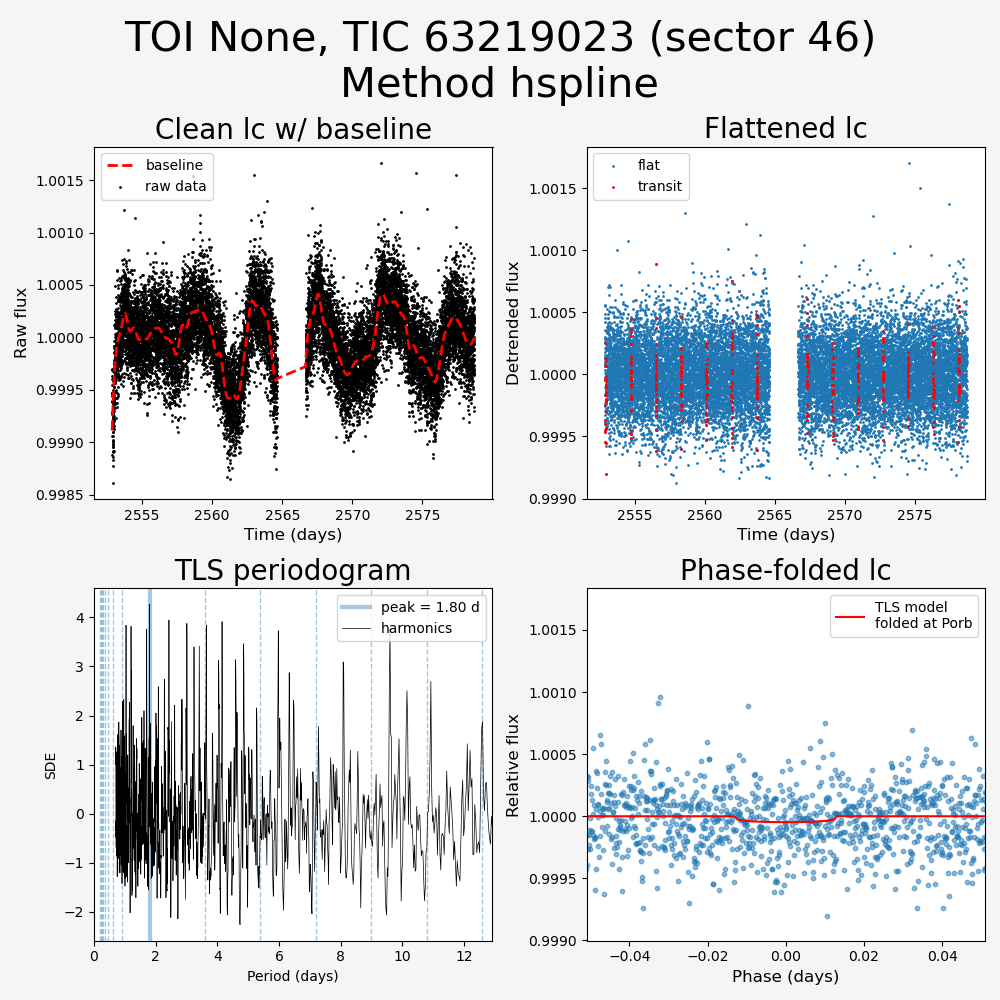 TOI None, TIC 63219023 (sector 46)
Method hspline
Clean lc w/ baseline
baseline
raw data
1.0015
1.0010
1.0005
1.0000
0.9995
0.9990
0.9985
Raw flux
2555
2560
2565
2570
2575
Time (days)
Flattened lc
flat
transit
1.0015
1.0010
1.0005
1.0000
0.9995
0.9990
Detrended flux
2555
2560
2565
2570
2575
Time (days)
TLS periodogram
peak = 1.80 d
harmonics
4
3
2
1
0
−1
−2
SDE
0
2
4
6
8
10
12
Period (days)
Phase-folded lc
TLS model
folded at Porb
1.0015
1.0010
1.0005
1.0000
0.9995
0.9990
Relative flux
−0.04
−0.02
0.00
0.02
0.04
Phase (days)